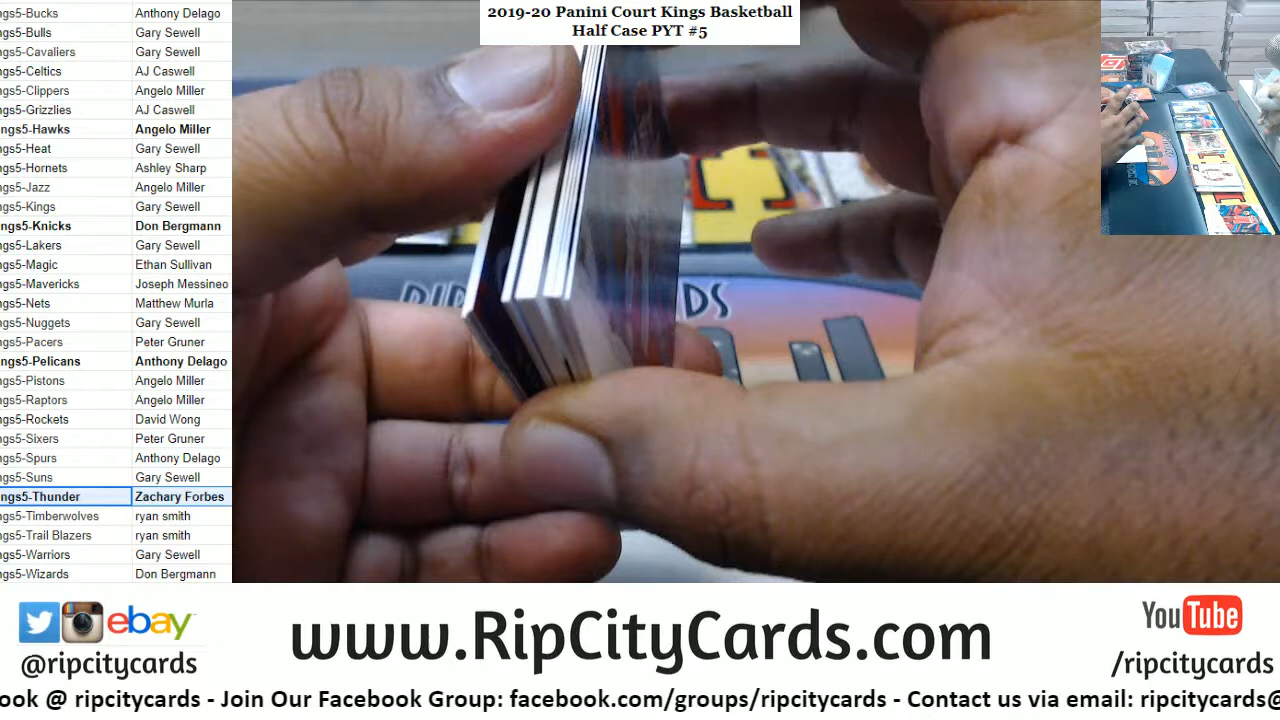 2019-20 Panini Court Kings Basketball
Half Case PYT #5
ngs5-Bucks Anthony Delago
ngs5-Bulls Gary Sewell
ngs5-Cavaliers Gary Sewell
ngs5-Celtics AJ Caswell
ngs5-Clippers Angelo Miller
ngs5-Grizzlies AJ Caswell
ngs5-Hawks Angelo Miller
ngs5-Heat Gary Sewell
ngs5-Hornets Ashley Sharp
ngs5-Jazz Angelo Miller
ngs5-Kings Gary Sewell
ngs5-Knicks Don Bergmann
ngs5-Lakers Gary Sewell
ngs5-Magic Ethan Sullivan
ngs5-Mavericks Joseph Messineo
ngs5-Nets Matthew Murla
ngs5-Nuggets Gary Sewell
ngs5-Pacers Peter Gruner
ngs5-Pelicans Anthony Delago
ngs5-Pistons Angelo Miller
ngs5-Raptors Angelo Miller
ngs5-Rockets David Wong
ngs5-Sixers Peter Gruner
ngs5-Spurs Anthony Delago
ngs5-Suns Gary Sewell
ngs5-Thunder Zachary Forbes
ngs5-Timberwolves ryan smith
ngs5-Trail Blazers ryan smith
ngs5-Warriors Gary Sewell
ngs5-Wizards Don Bergmann
ebay
@ripcitycards
www.RipCityCards.com
YouTube
/ripcitycards
ook @ ripcitycards - Join Our Facebook Group: facebook.com/groups/ripcitycards - Contact us via email: ripcitycards@